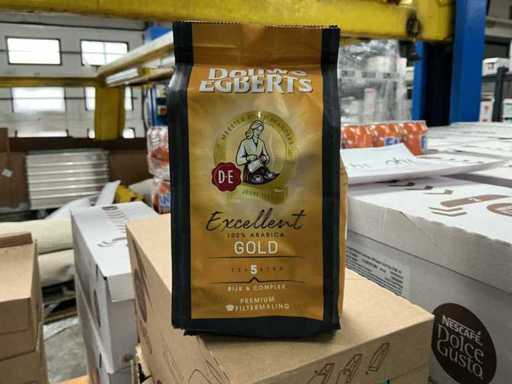 Douwe
EGBERTS
D·E
Excellent
100% ARABICA
GOLD
5
RIJK & COMPLEX
PREMIUM
FILTERMALING
NESCAFÉ
Dolce
Gusto